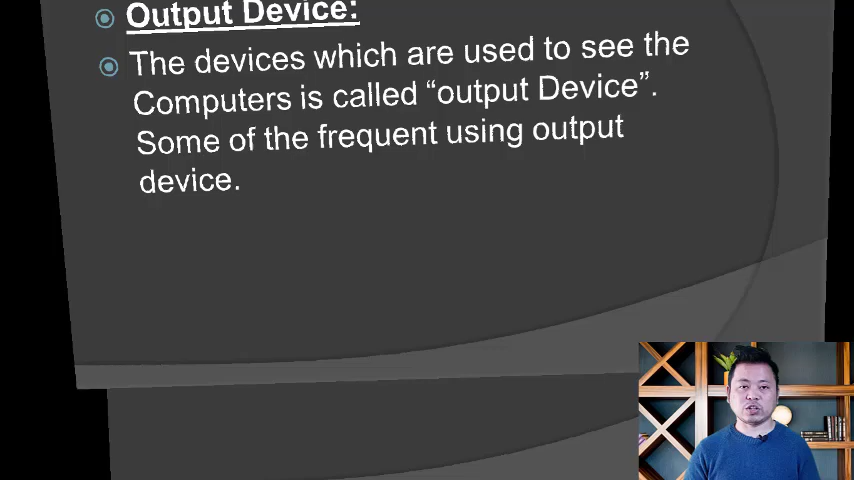 Output Device:
The devices which are used to see the
Computers is called “output Device”.
Some of the frequent using output
device.